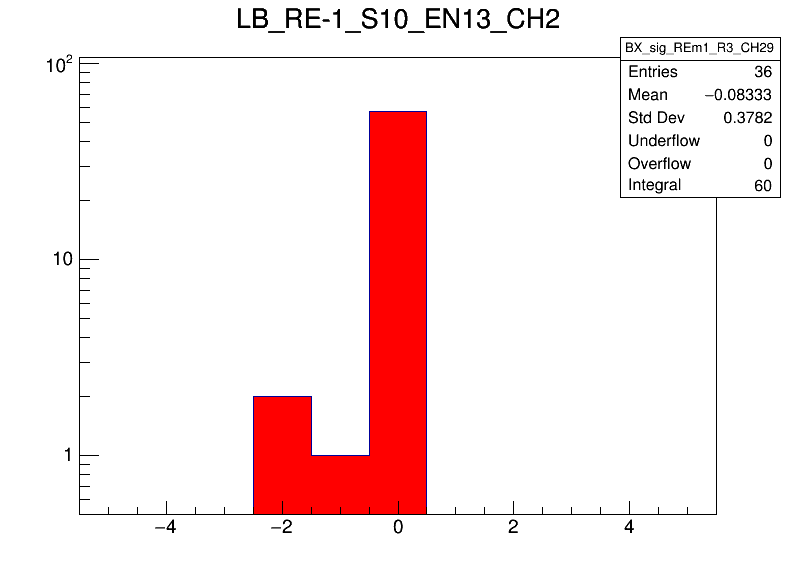 LB_RE-1_S10_EN13_CH2
BX_sig_REm1_R3_CH29
Entries 36
Mean −0.08333
Std Dev 0.3782
Underflow 0
Overflow 0
Integral 60
10²
10
1
−4 −2 0 2 4